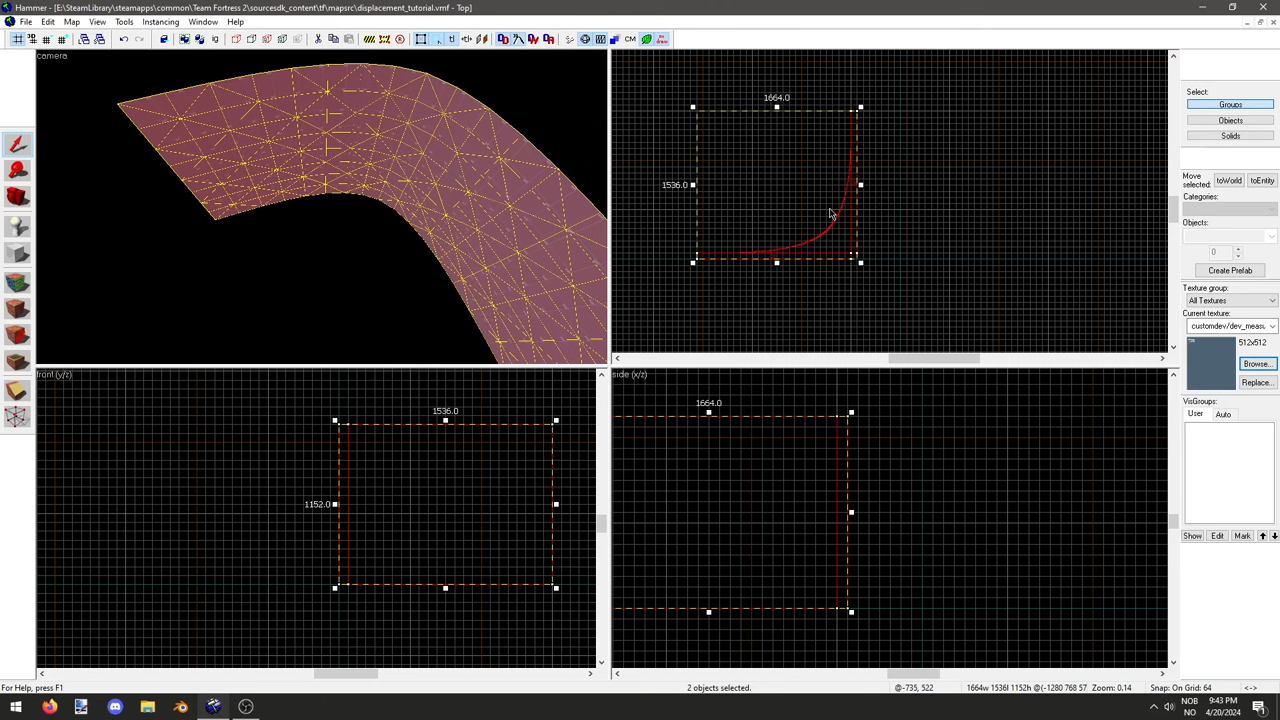 Hammer - [E:\SteamLibrary\steamapps\common\Team Fortress 2\sourcesdk_content\tf\mapsrc\displacement_tutorial.vmf - Top]
File Edit Map View Tools Instancing Window Help
camera
1664.0
1536.0
front (y/z)
1536.0
1152.0
side (x/z)
1664.0
Select:
Groups
Objects
Solids
Move selected:
toWorld
toEntity
Categories:
Objects:
0
Create Prefab
Texture group:
All Textures
Current texture:
customdev/dev_measu
512x512
Browse...
Replace...
VisGroups:
User
Auto
Show
Edit
Mark
For Help, press F1
2 objects selected.
@-735, 522
1664w 1536l 1152h @(-1280 768 57
Zoom: 0.14
Snap: On Grid: 64
<->
NOB
NO
9:43 PM
4/20/2024